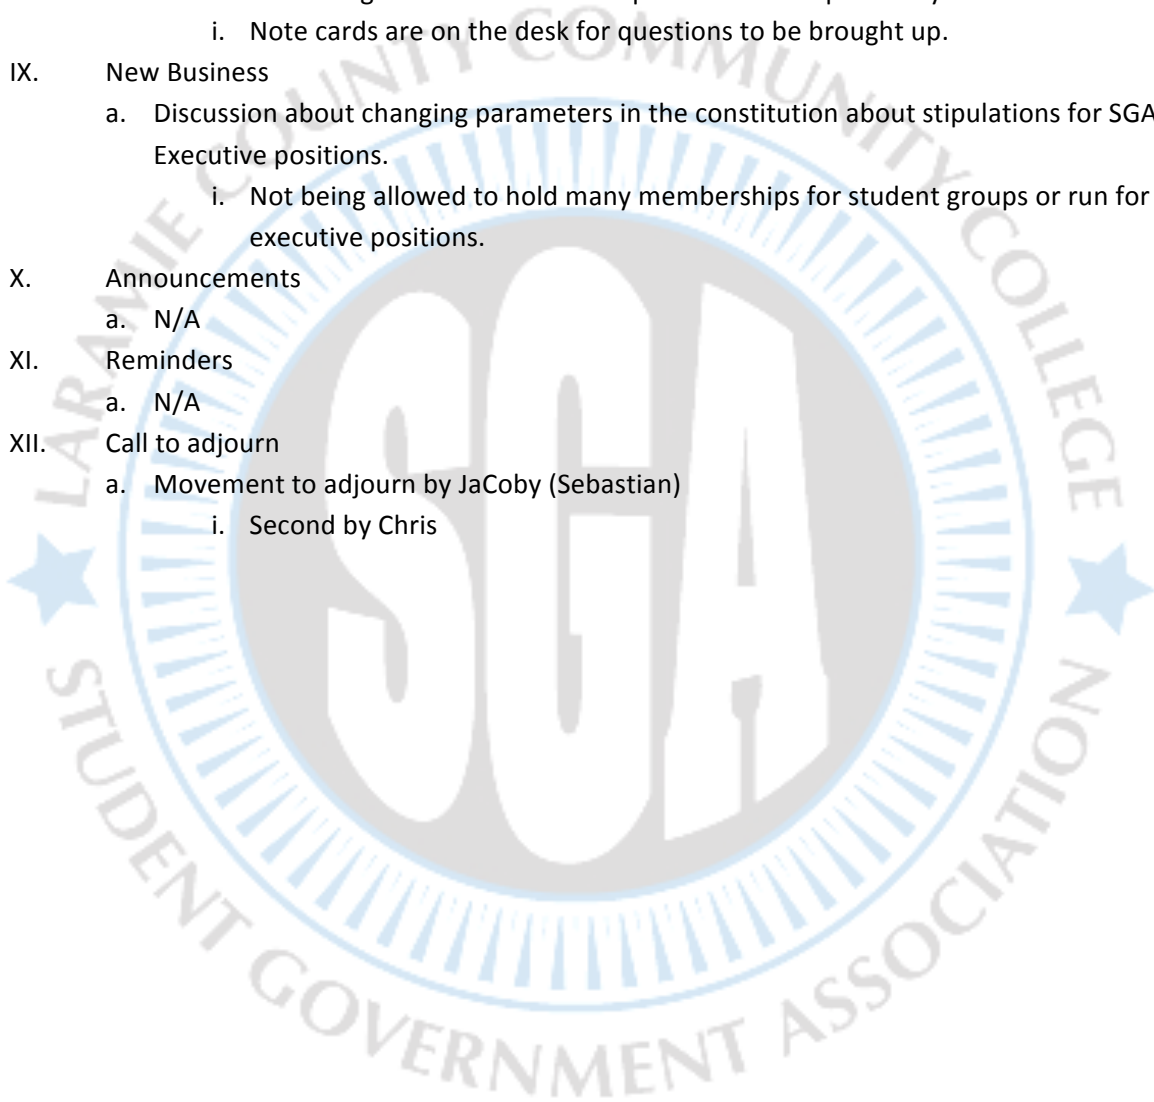 i. Note cards are on the desk for questions to be brought up.
IX. New Business
a. Discussion about changing parameters in the constitution about stipulations for SGA
Executive positions.
i. Not being allowed to hold many memberships for student groups or run for
executive positions.
X. Announcements
a. N/A
XI. Reminders
a. N/A
XII. Call to adjourn
a. Movement to adjourn by JaCoby (Sebastian)
i. Second by Chris
LARAMIE COUNTY COMMUNITY COLLEGE
SGA
STUDENT GOVERNMENT ASSOCIATION